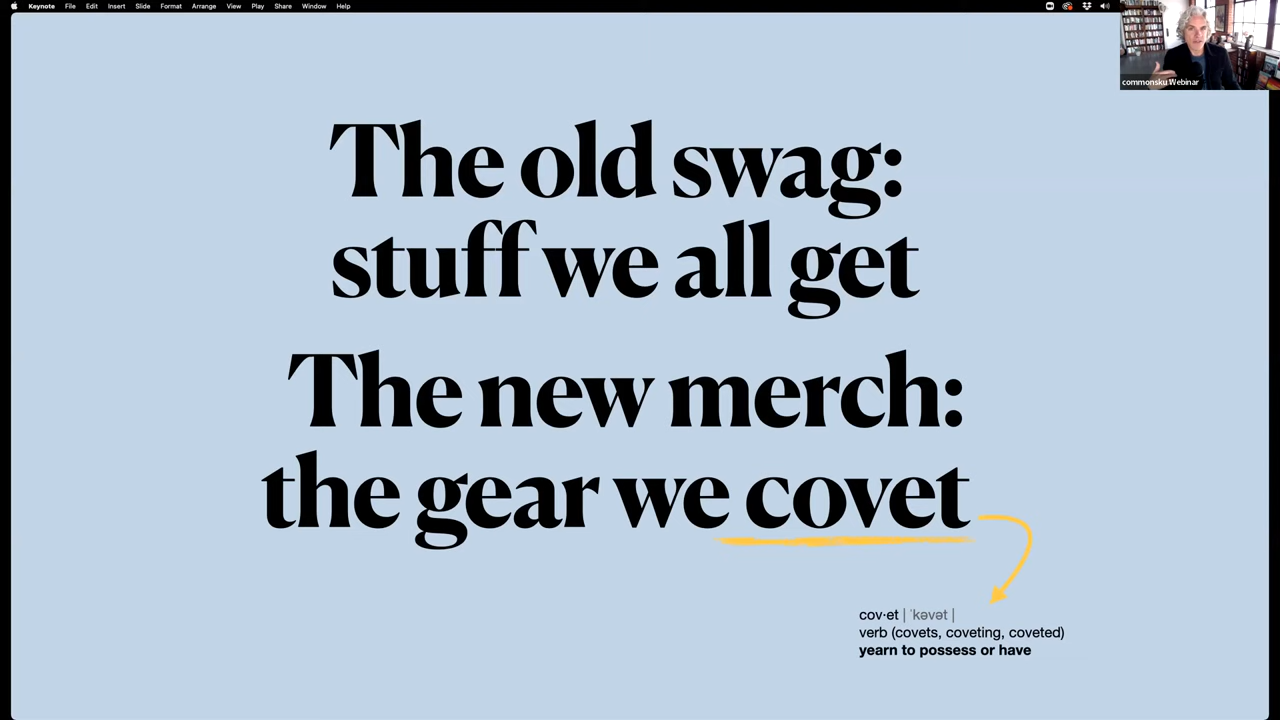 Keynote File Edit Insert Slide Format Arrange View Play Share Window Help
commonsku Webinar
The old swag:
stuff we all get
The new merch:
the gear we covet
cov·et | ˈkəvət |
verb (covets, coveting, coveted)
yearn to possess or have